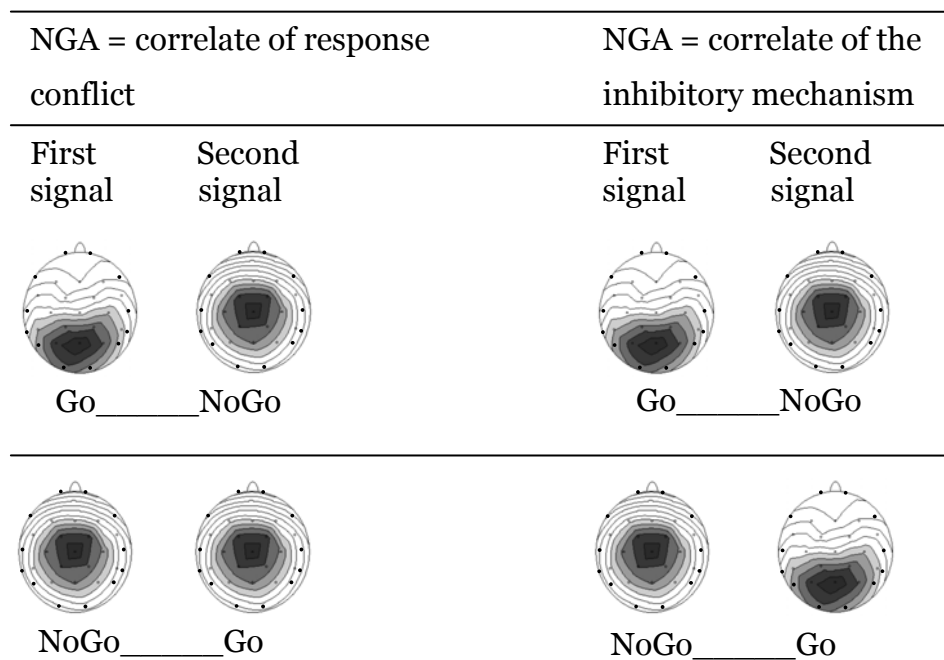 NGA = correlate of response
conflict
NGA = correlate of the
inhibitory mechanism
First
signal
Second
signal
First
signal
Second
signal
Go______NoGo
Go______NoGo
NoGo______Go
NoGo______Go